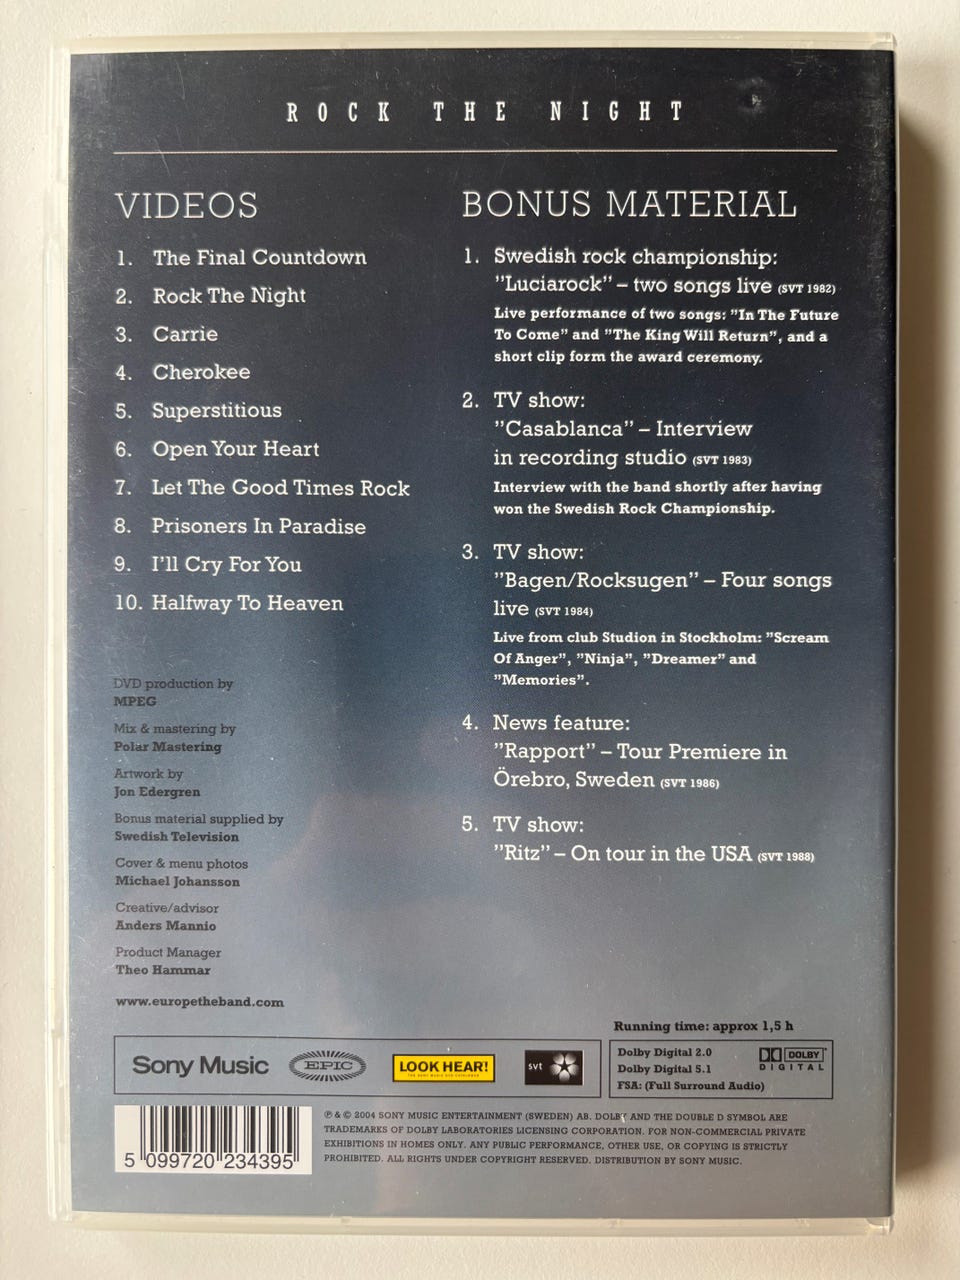 ROCK THE NIGHT
VIDEOS
1. The Final Countdown
2. Rock The Night
3. Carrie
4. Cherokee
5. Superstitious
6. Open Your Heart
7. Let The Good Times Rock
8. Prisoners In Paradise
9. I'll Cry For You
10. Halfway To Heaven
DVD production by
MPEG
Mix & mastering by
Polar Mastering
Artwork by
Jon Edergren
Bonus material supplied by
Swedish Television
Cover & menu photos
Michael Johansson
Creative/advisor
Anders Mannio
Product Manager
Theo Hammar
www.europetheband.com
BONUS MATERIAL
1. Swedish rock championship:
"Luciarock" – two songs live (SVT 1982)
Live performance of two songs: "In The Future
To Come" and "The King Will Return", and a
short clip form the award ceremony.
2. TV show:
"Casablanca" – Interview
in recording studio (SVT 1983)
Interview with the band shortly after having
won the Swedish Rock Championship.
3. TV show:
"Bagen/Rocksugen" – Four songs
live (SVT 1984)
Live from club Studion in Stockholm: "Scream
Of Anger", "Ninja", "Dreamer" and
"Memories".
4. News feature:
"Rapport" – Tour Premiere in
Örebro, Sweden (SVT 1986)
5. TV show:
"Ritz" – On tour in the USA (SVT 1988)
Running time: approx 1,5 h
Sony Music EPIC LOOK HEAR! svt
Dolby Digital 2.0
Dolby Digital 5.1
FSA: (Full Surround Audio)
DOLBY
DIGITAL
5 099720 234395
℗ & © 2004 SONY MUSIC ENTERTAINMENT (SWEDEN) AB. DOLBY AND THE DOUBLE D SYMBOL ARE
TRADEMARKS OF DOLBY LABORATORIES LICENSING CORPORATION. FOR NON-COMMERCIAL PRIVATE
EXHIBITIONS IN HOMES ONLY. ANY PUBLIC PERFORMANCE, OTHER USE, OR COPYING IS STRICTLY
PROHIBITED. ALL RIGHTS UNDER COPYRIGHT RESERVED. DISTRIBUTION BY SONY MUSIC.